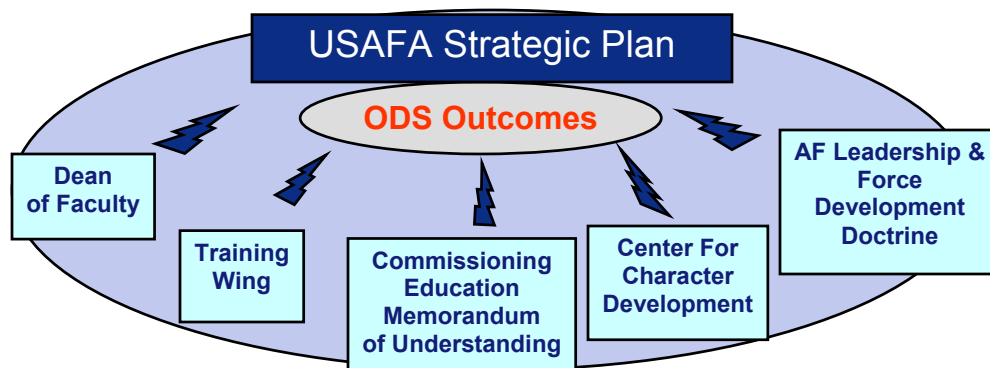 USAFA Strategic Plan
ODS Outcomes
Dean
of Faculty
Training
Wing
Commissioning
Education
Memorandum
of Understanding
Center For
Character
Development
AF Leadership &
Force
Development
Doctrine